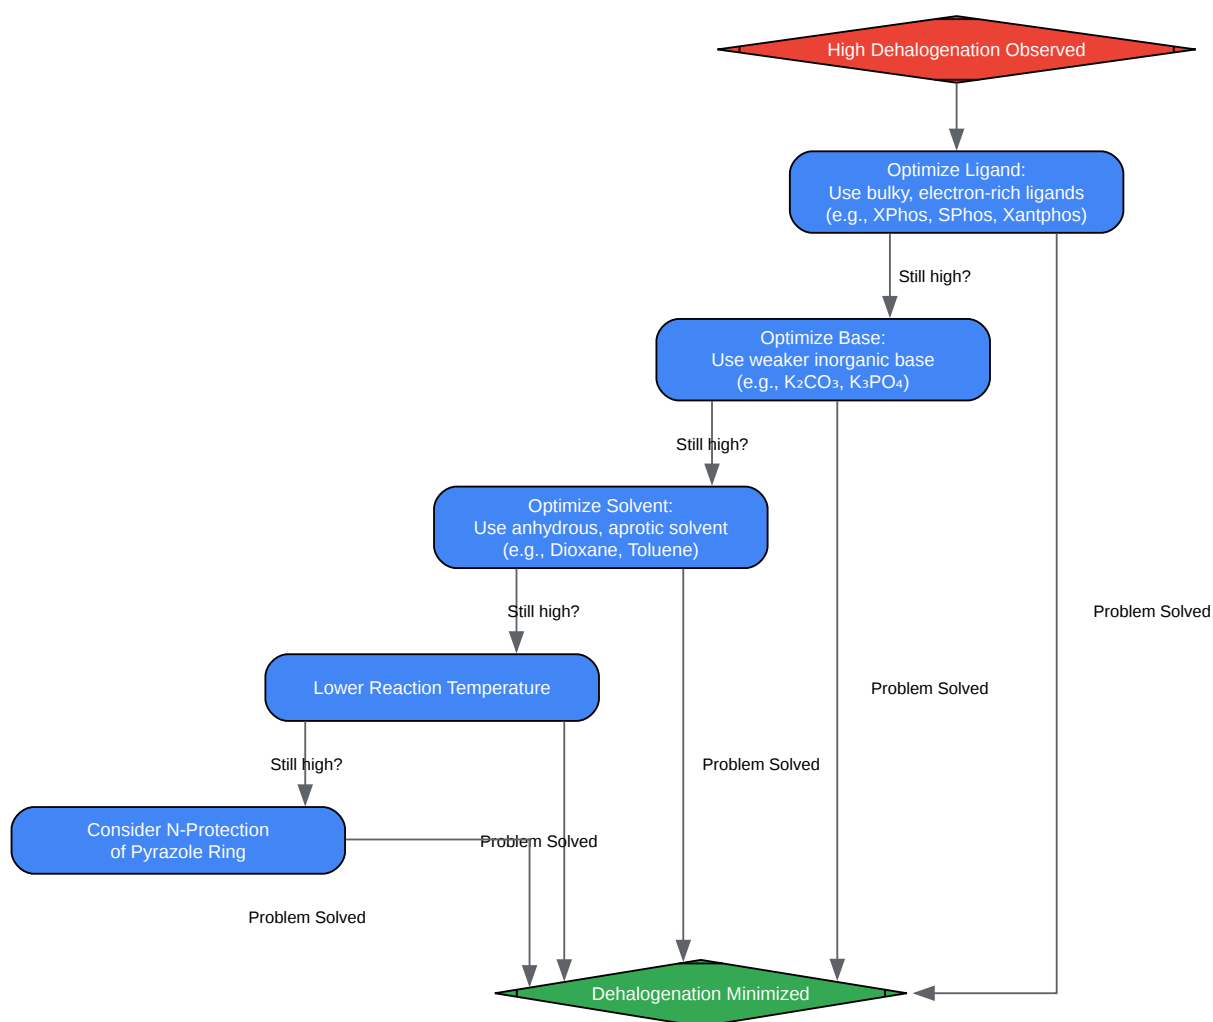 High Dehalogenation Observed
Optimize Ligand:
Use bulky, electron-rich ligands
(e.g., XPhos, SPhos, Xantphos)
Still high?
Optimize Base:
Use weaker inorganic base
(e.g., K₂CO₃, K₃PO₄)
Still high?
Optimize Solvent:
Use anhydrous, aprotic solvent
(e.g., Dioxane, Toluene)
Still high?
Problem Solved
Lower Reaction Temperature
Problem Solved
Still high?
Problem Solved
Consider N-Protection
of Pyrazole Ring
Problem Solved
Problem Solved
Dehalogenation Minimized